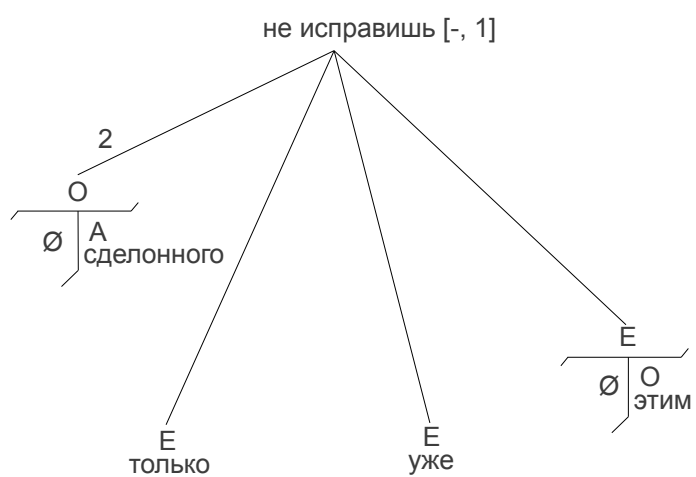 не исправишь [-, 1]
2
О
Ø А
сделонного
Е
Ø О
этим
Е
только
Е
уже